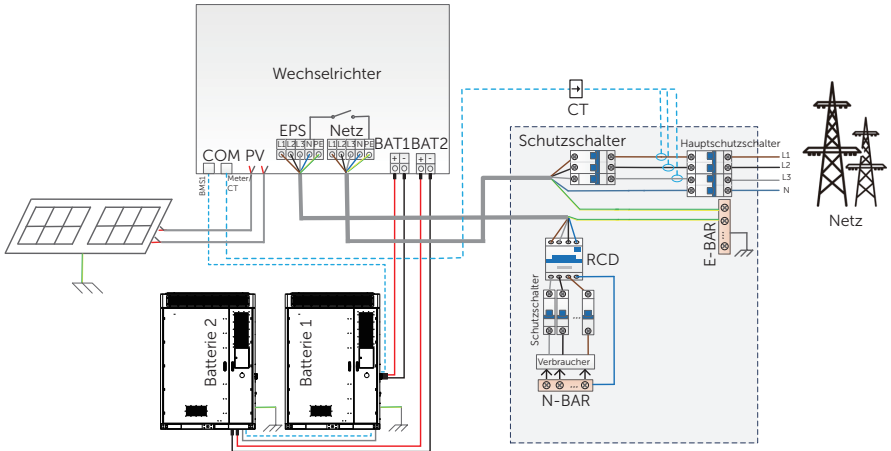 Wechselrichter
EPS
Netz
L1 L2 L3 N PE
L1 L2 L3 N PE
BAT1 BAT2
+ - + -
COM PV
BMS1
Meter/
CT
CT
Schutzschalter
Hauptschutzschalter
L1
L2
L3
N
Netz
E-BAR
...
RCD
Schutzschalter
...
Verbraucher
...
N-BAR
Batterie 2
Batterie 1